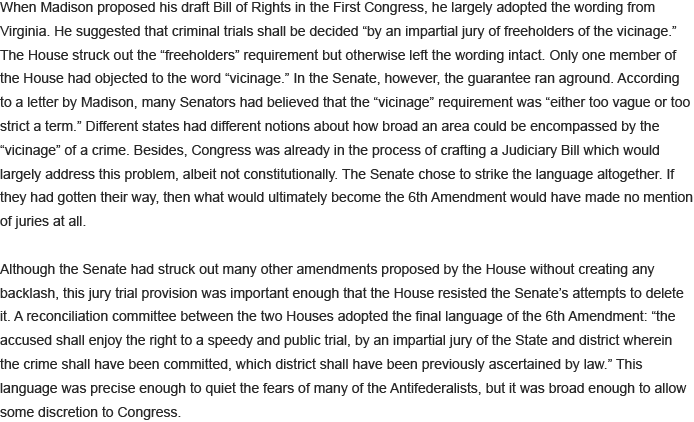 When Madison proposed his draft Bill of Rights in the First Congress, he largely adopted the wording from
Virginia. He suggested that criminal trials shall be decided “by an impartial jury of freeholders of the vicinage.”
The House struck out the “freeholders” requirement but otherwise left the wording intact. Only one member of
the House had objected to the word “vicinage.” In the Senate, however, the guarantee ran aground. According
to a letter by Madison, many Senators had believed that the “vicinage” requirement was “either too vague or too
strict a term.” Different states had different notions about how broad an area could be encompassed by the
“vicinage” of a crime. Besides, Congress was already in the process of crafting a Judiciary Bill which would
largely address this problem, albeit not constitutionally. The Senate chose to strike the language altogether. If
they had gotten their way, then what would ultimately become the 6th Amendment would have made no mention
of juries at all.
Although the Senate had struck out many other amendments proposed by the House without creating any
backlash, this jury trial provision was important enough that the House resisted the Senate’s attempts to delete
it. A reconciliation committee between the two Houses adopted the final language of the 6th Amendment: “the
accused shall enjoy the right to a speedy and public trial, by an impartial jury of the State and district wherein
the crime shall have been committed, which district shall have been previously ascertained by law.” This
language was precise enough to quiet the fears of many of the Antifederalists, but it was broad enough to allow
some discretion to Congress.